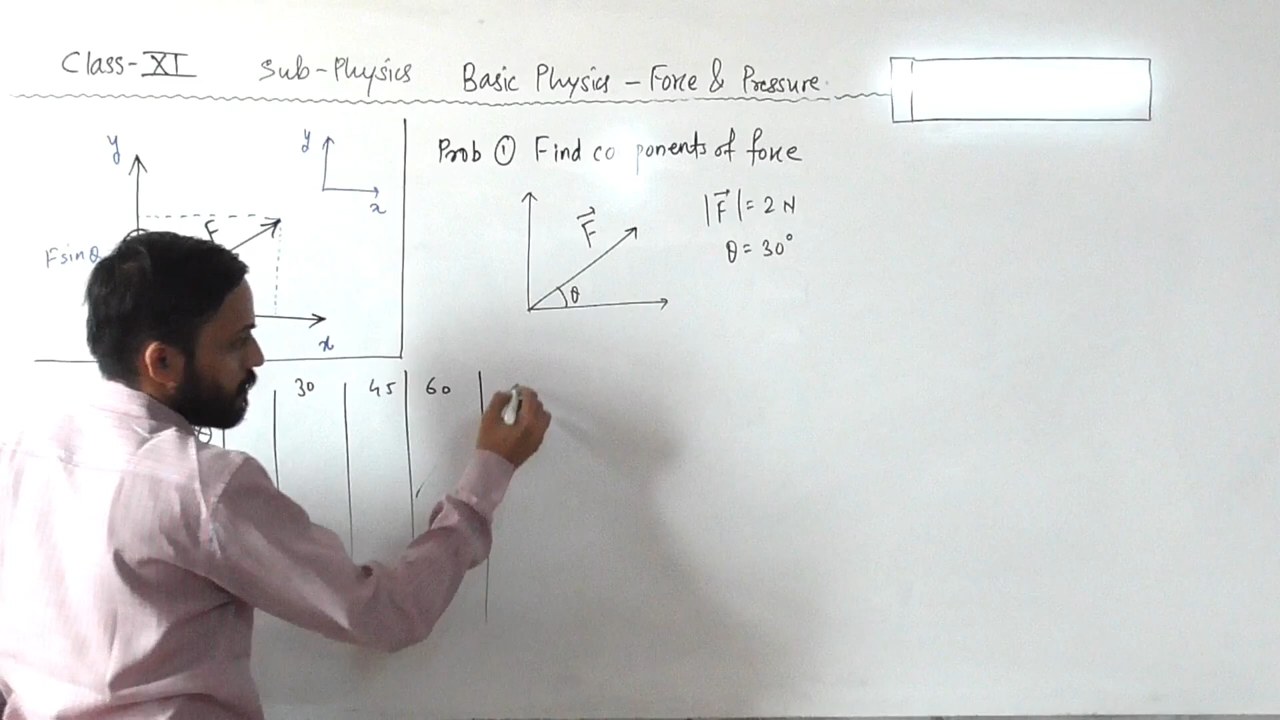 Class-XI Sub-Physics Basic Physics - Force & Pressure.
y
y
x
F
Fsinθ
x
Prob ① Find co ponents of force
F⃗
θ
|F⃗| = 2 N
θ = 30°
30 45 60
θ